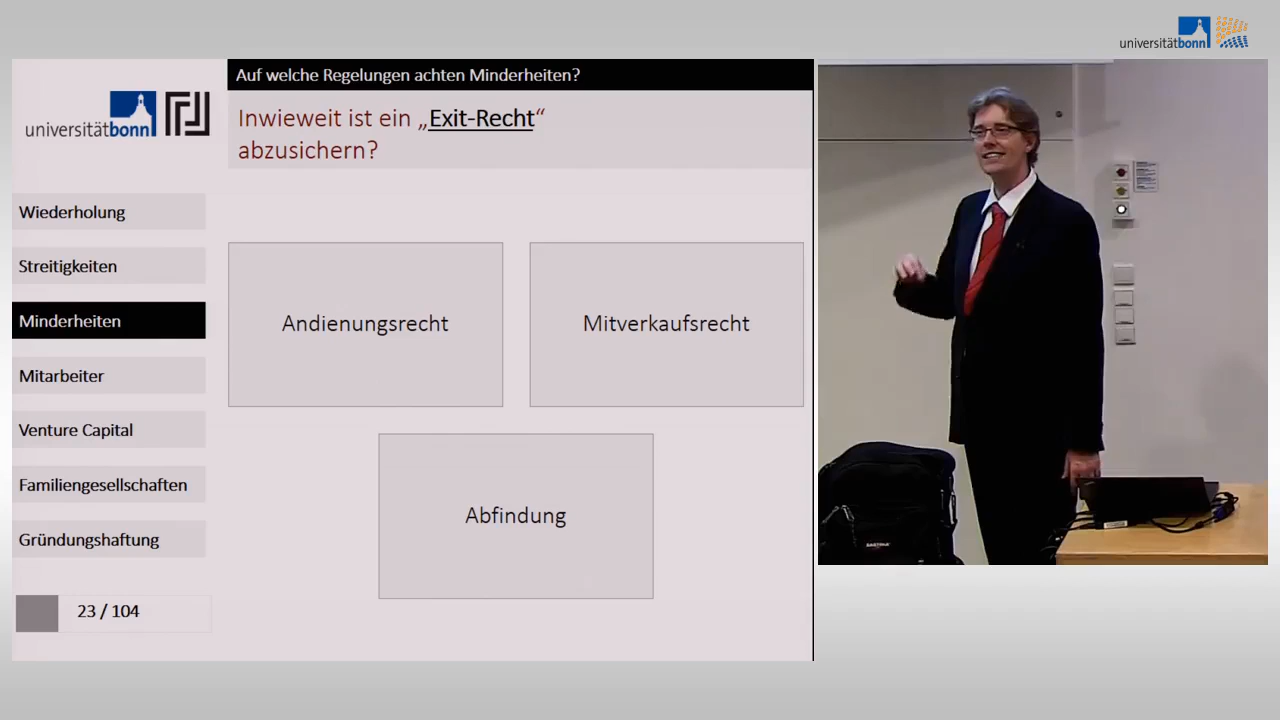 universitätbonn
universitätbonn
Auf welche Regelungen achten Minderheiten?
Inwieweit ist ein „Exit-Recht“
abzusichern?
Wiederholung
Streitigkeiten
Minderheiten
Mitarbeiter
Venture Capital
Familiengesellschaften
Gründungshaftung
23 / 104
Andienungsrecht
Mitverkaufsrecht
Abfindung
EASTPAK